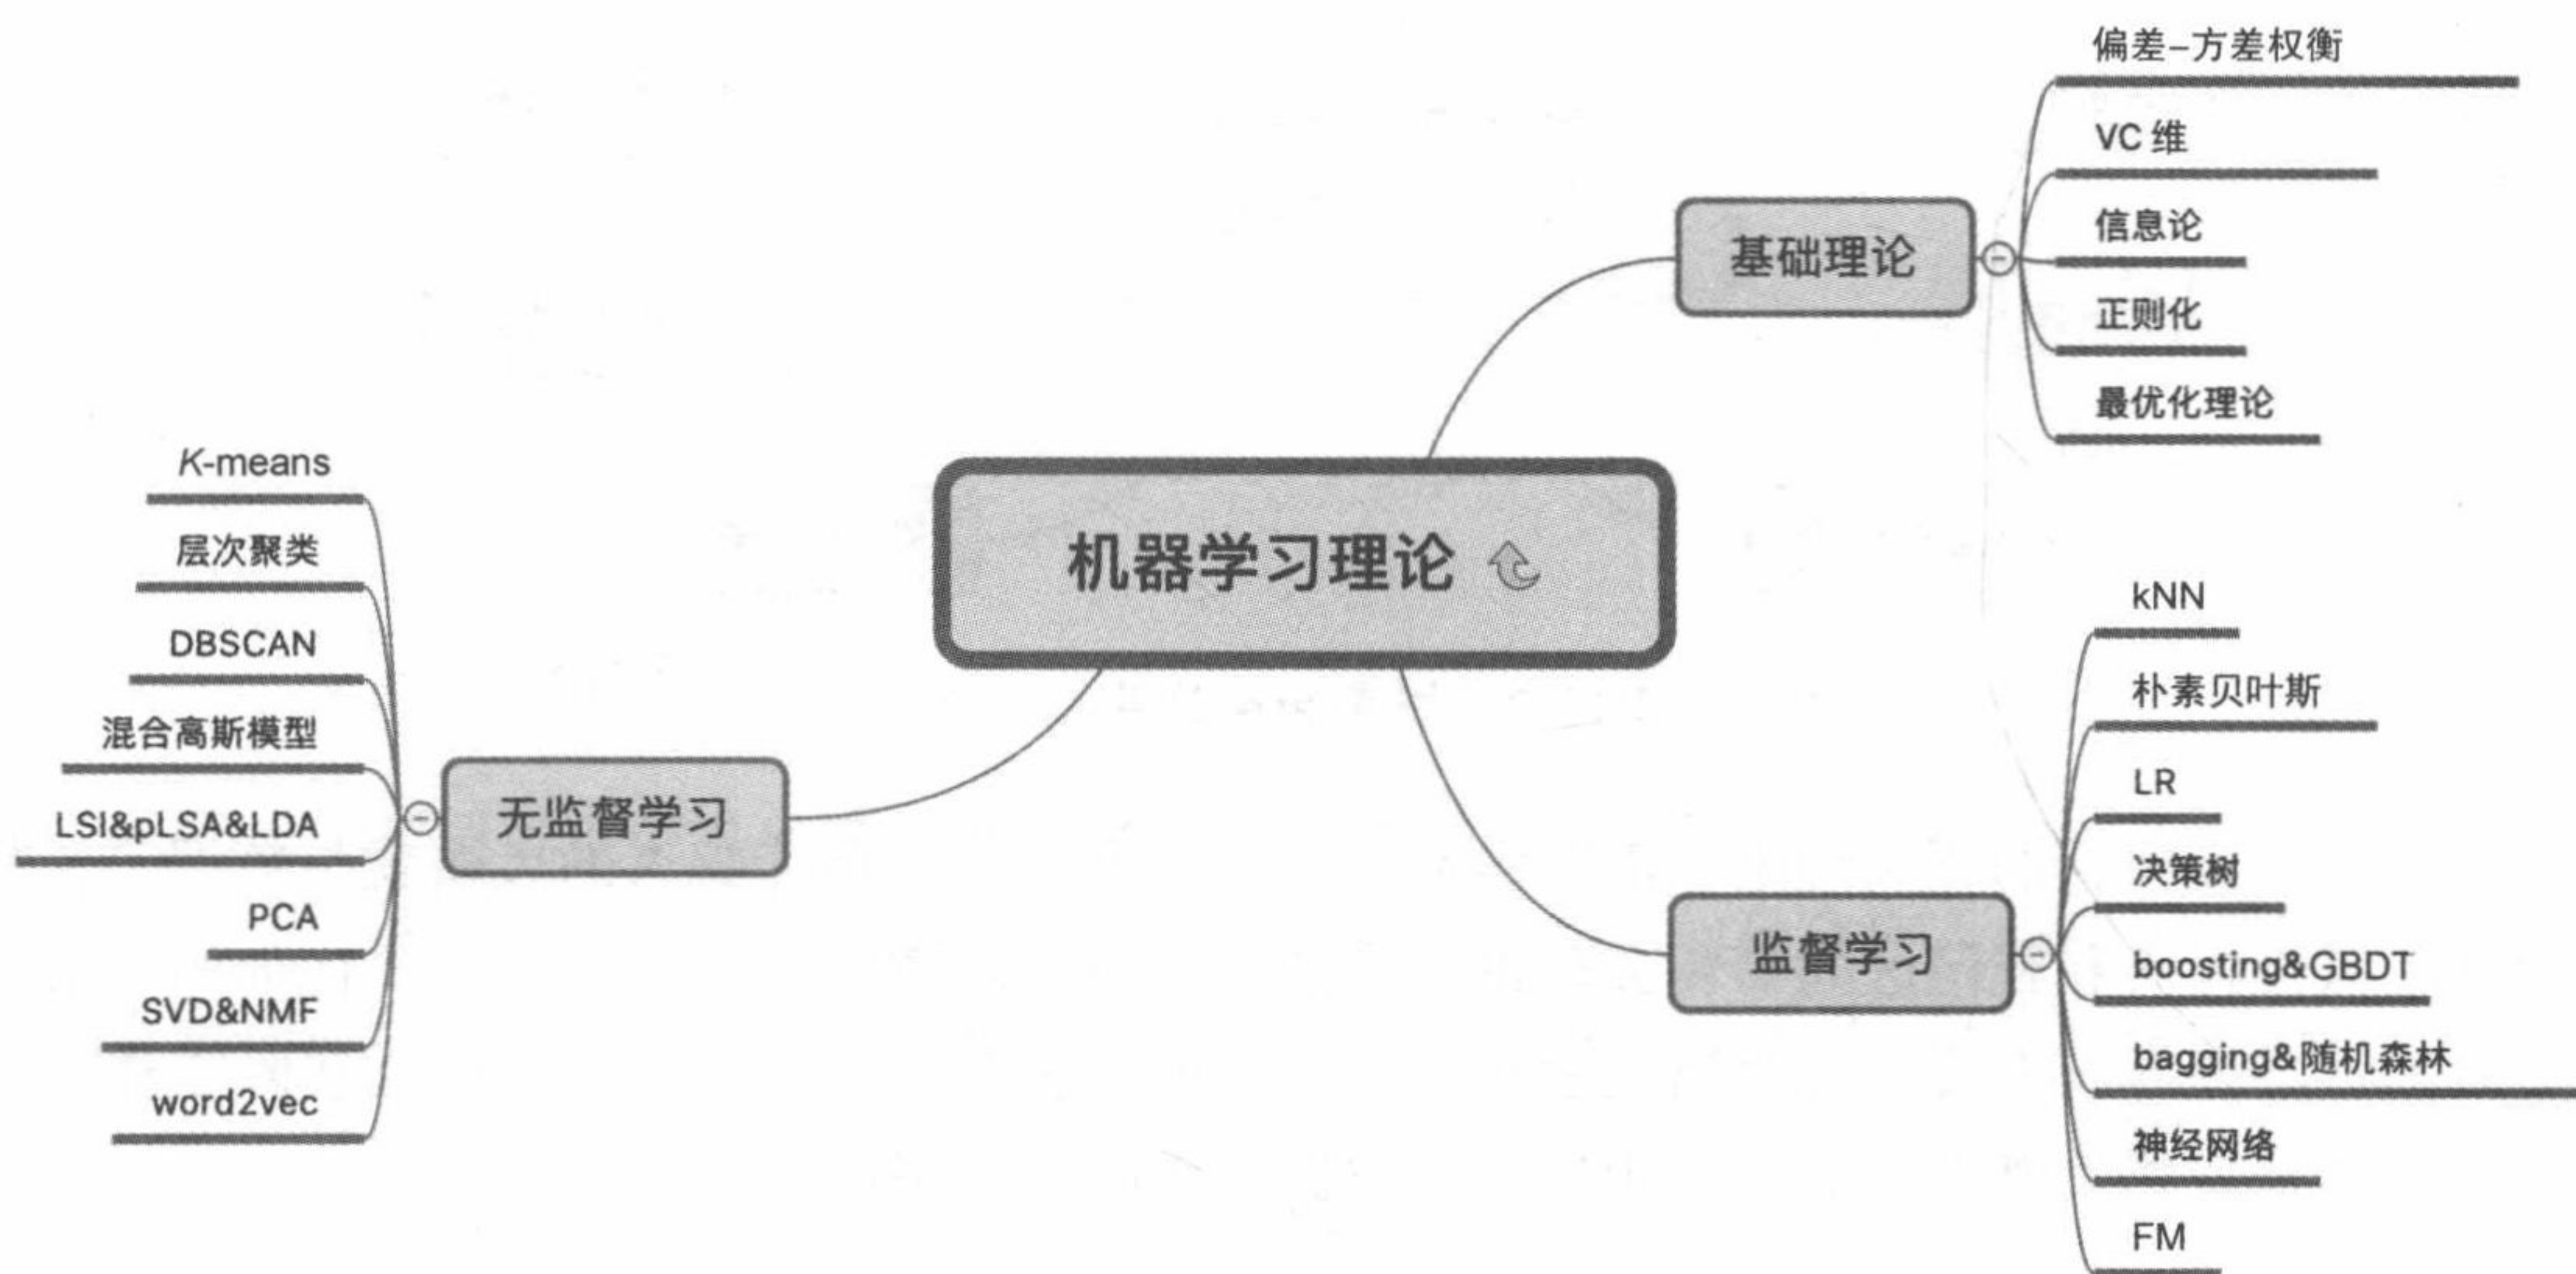 机器学习理论
基础理论
偏差–方差权衡
VC 维
信息论
正则化
最优化理论
监督学习
kNN
朴素贝叶斯
LR
决策树
boosting&GBDT
bagging&随机森林
神经网络
FM
无监督学习
K-means
层次聚类
DBSCAN
混合高斯模型
LSI&pLSA&LDA
PCA
SVD&NMF
word2vec